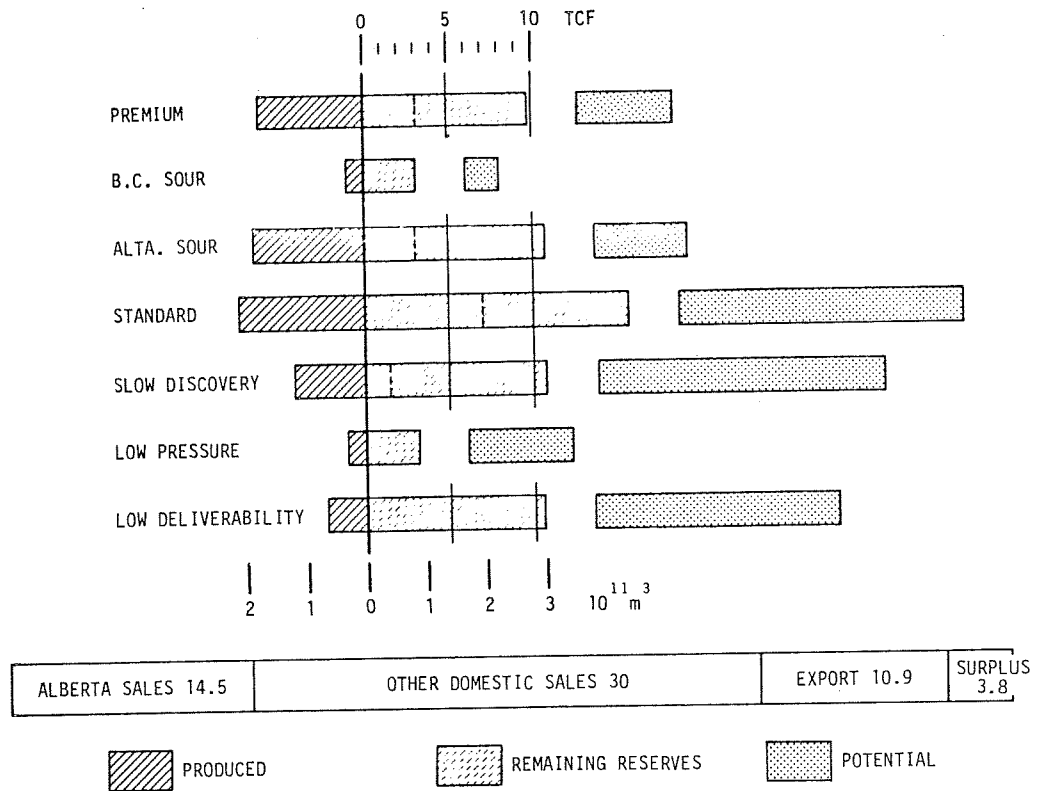 0 5 10 TCF
PREMIUM
B.C. SOUR
ALTA. SOUR
STANDARD
SLOW DISCOVERY
LOW PRESSURE
LOW DELIVERABILITY
2 1 0 1 2 3 10¹¹m³
ALBERTA SALES 14.5 OTHER DOMESTIC SALES 30 EXPORT 10.9 SURPLUS
3.8
PRODUCED REMAINING RESERVES POTENTIAL